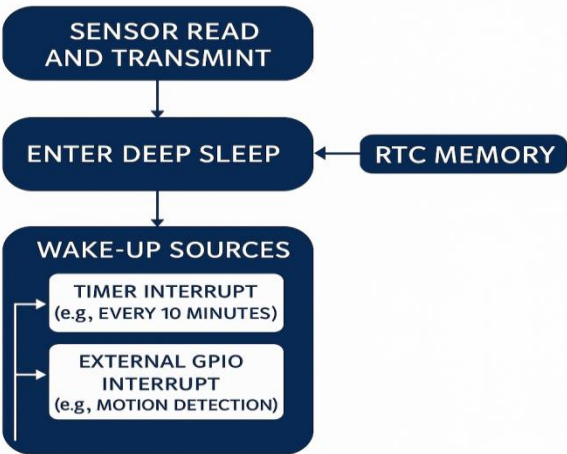 SENSOR READ
AND TRANSMINT
ENTER DEEP SLEEP
RTC MEMORY
WAKE-UP SOURCES
TIMER INTERRUPT
(e.g., EVERY 10 MINUTES)
EXTERNAL GPIO
INTERRUPT
(e.g., MOTION DETECTION)